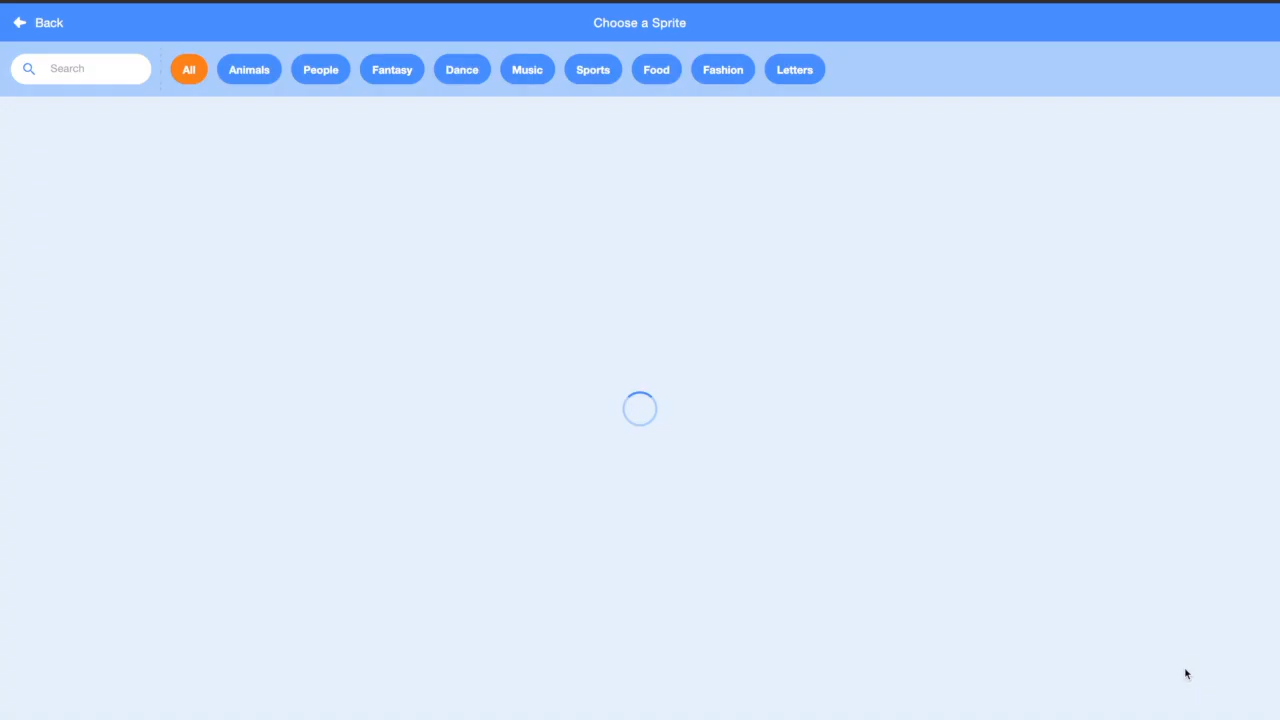 Back
Choose a Sprite
Search
All
Animals
People
Fantasy
Dance
Music
Sports
Food
Fashion
Letters